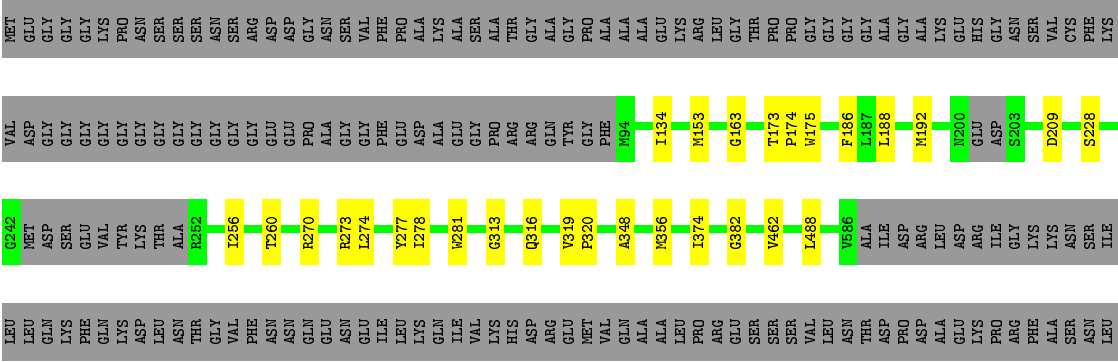 MET GLU GLY GLY GLY LYS PRO ASN SER SER SER ASN SER ARG ASP ASP GLY ASN SER VAL PHE PRO ALA LYS ALA SER ALA THR GLY ALA GLY PRO ALA ALA ALA GLU LYS ARG LEU GLY THR PRO PRO GLY GLY GLY GLY ALA GLY ALA LYS GLU HIS GLY ASN SER VAL CYS PHE LYS
VAL ASP GLY GLY GLY GLY GLY GLY GLY GLY GLY GLY GLY GLY GLU GLU PRO ALA GLY GLY PHE GLU ASP ALA GLU GLY PRO ARG ARG GLN TYR GLY PHE M94 I134 M153 G163 T173 P174 W175 F186 L187 L188 M192 N200 GLU ASP S203 D209 S228
G242 MET ASP SER GLU VAL TYR LYS THR ALA R252 I256 T260 R270 R273 L274 Y277 I278 W281 G313 Q316 V319 P320 A348 M356 I374 G382 V462 L488 V586 ALA ILE ASP ARG LEU ASP ARG ILE GLY LYS LYS ASN SER ILE
LEU LEU GLN LYS PHE GLN LYS ASP LEU ASN THR GLY VAL PHE ASN ASN GLN GLU ASN GLU ILE LEU LYS GLN ILE VAL LYS HIS ASP ARG GLU MET VAL GLN ALA ALA LEU PRO ARG GLU SER SER SER VAL LEU ASN THR ASP PRO ASP ALA GLU LYS PRO ARG PHE ALA SER ASN LEU